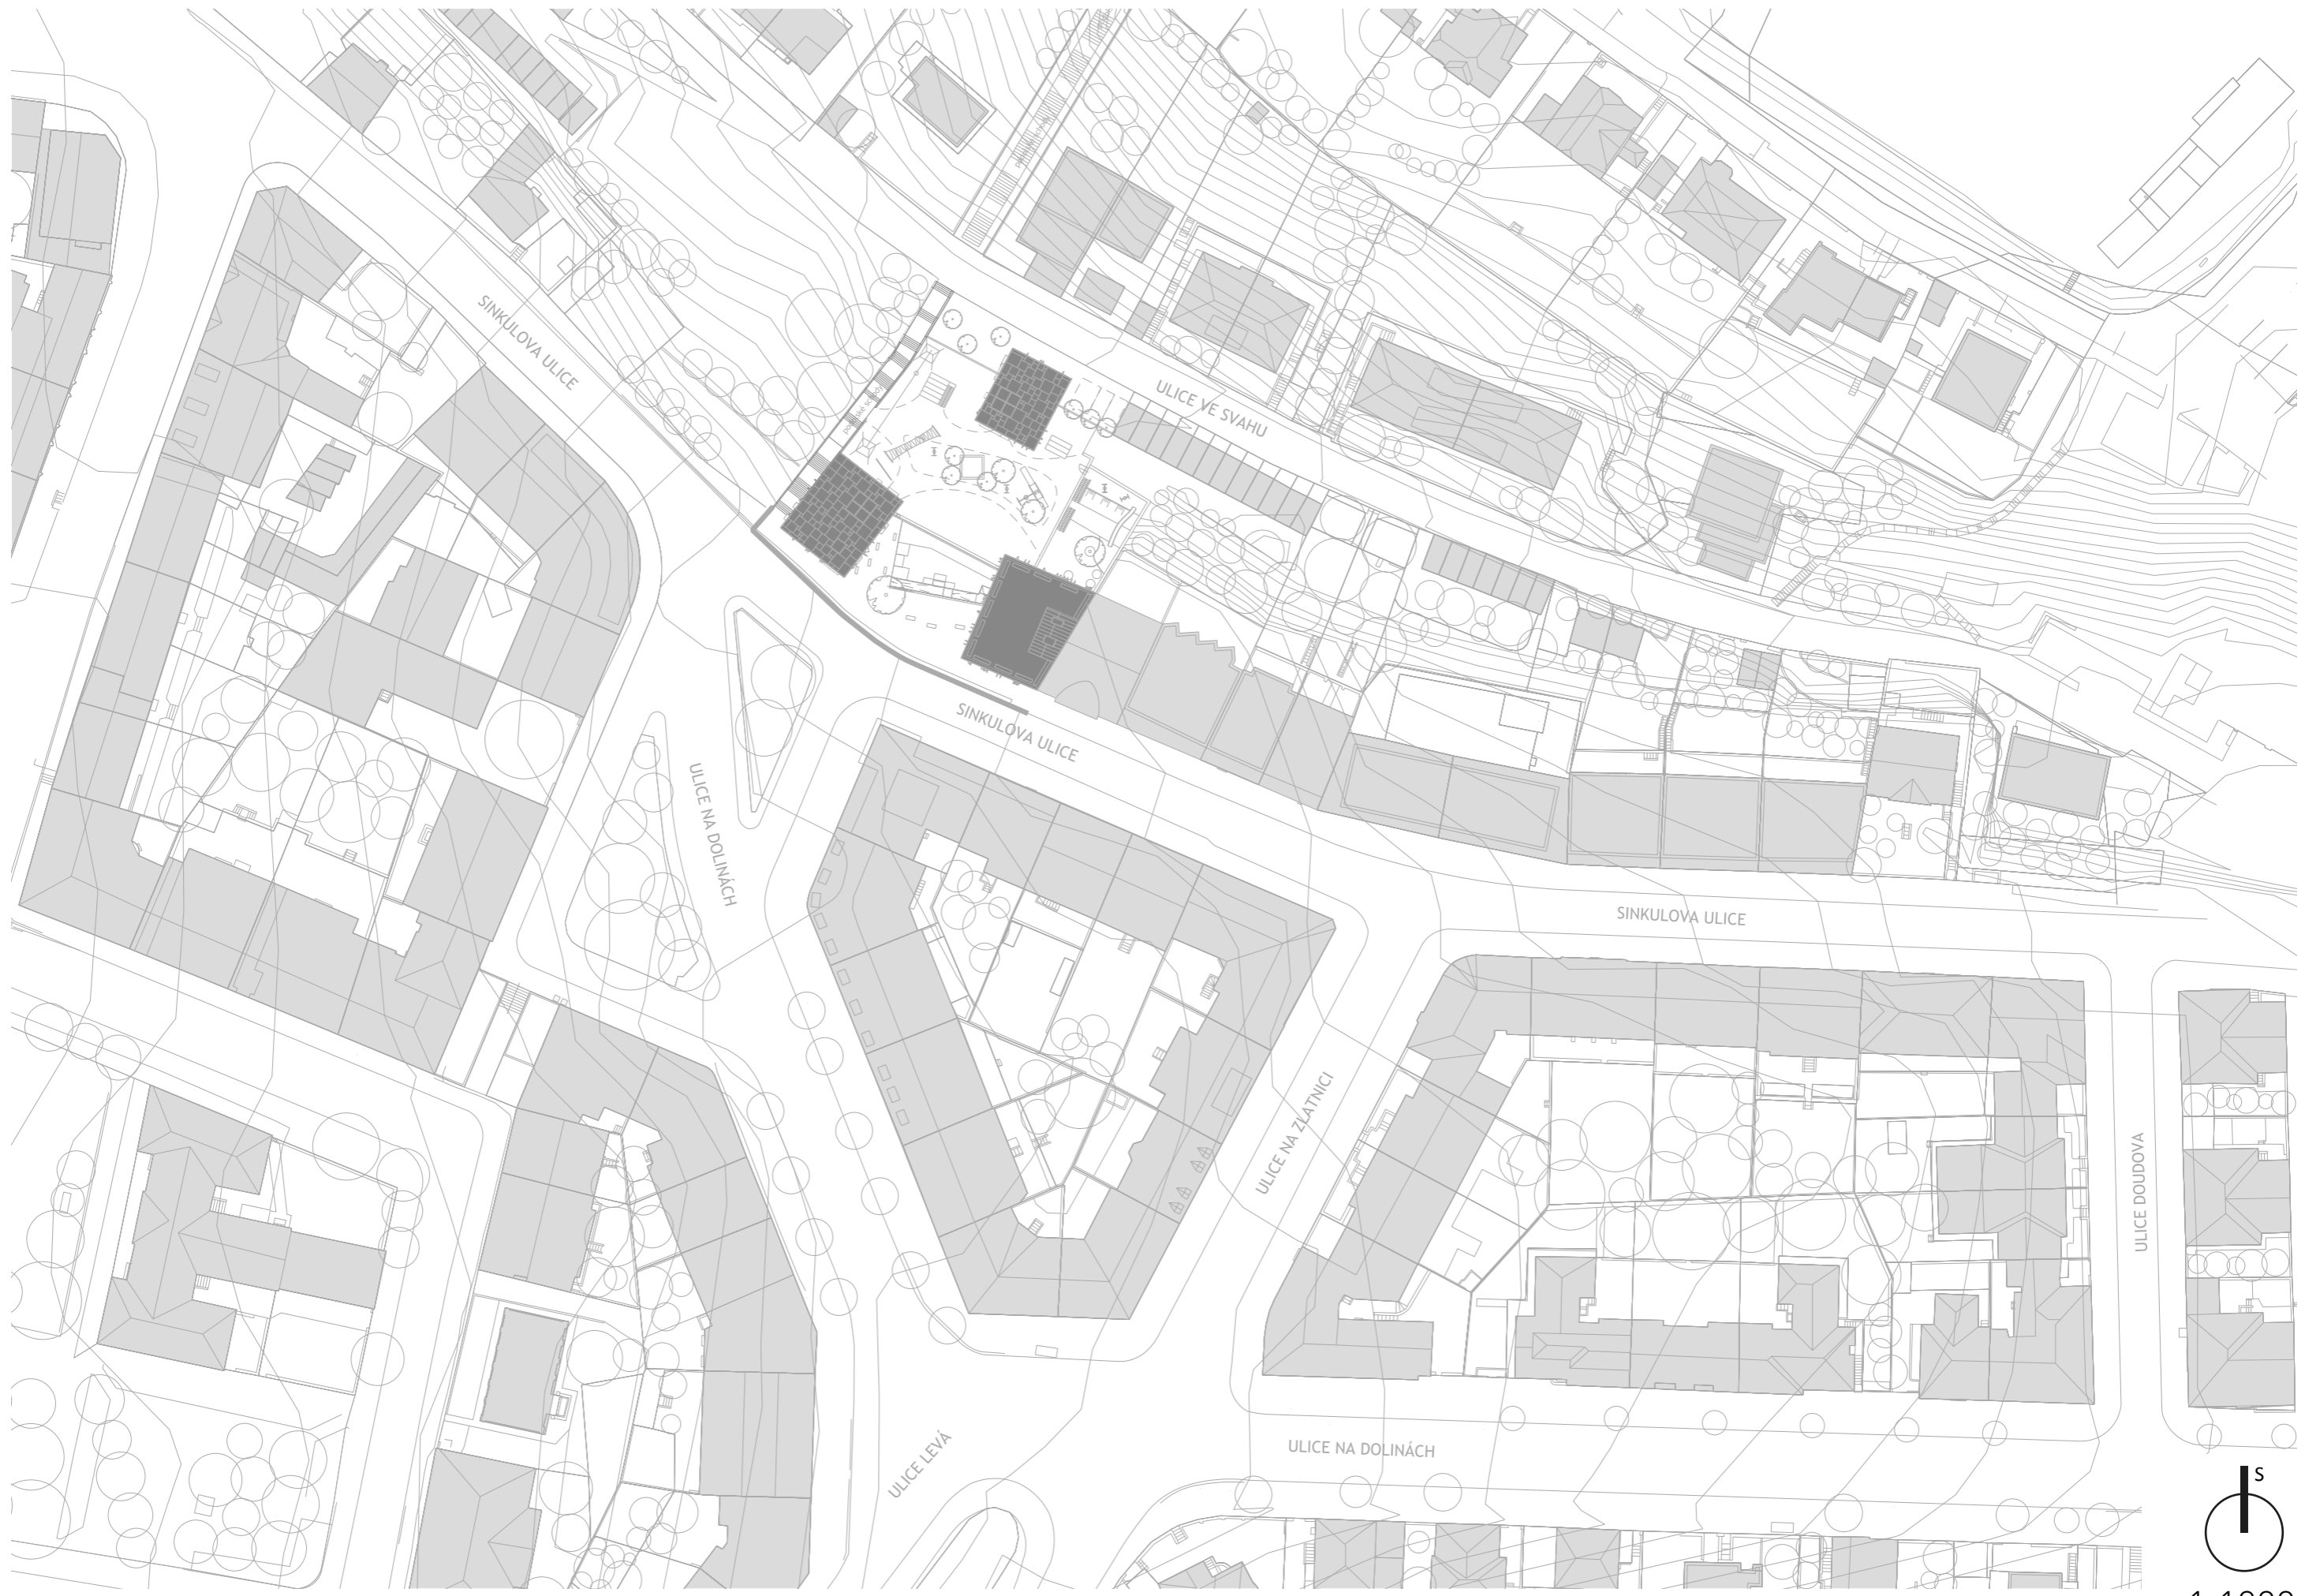 SINKULOVA ULICE
ULICE VE SVAHU
SINKULOVA ULICE
ULICE NA DOLINÁCH
SINKULOVA ULICE
ULICE NA ZLATNICI
ULICE DOUDOVA
ULICE LEVÁ
ULICE NA DOLINÁCH
S